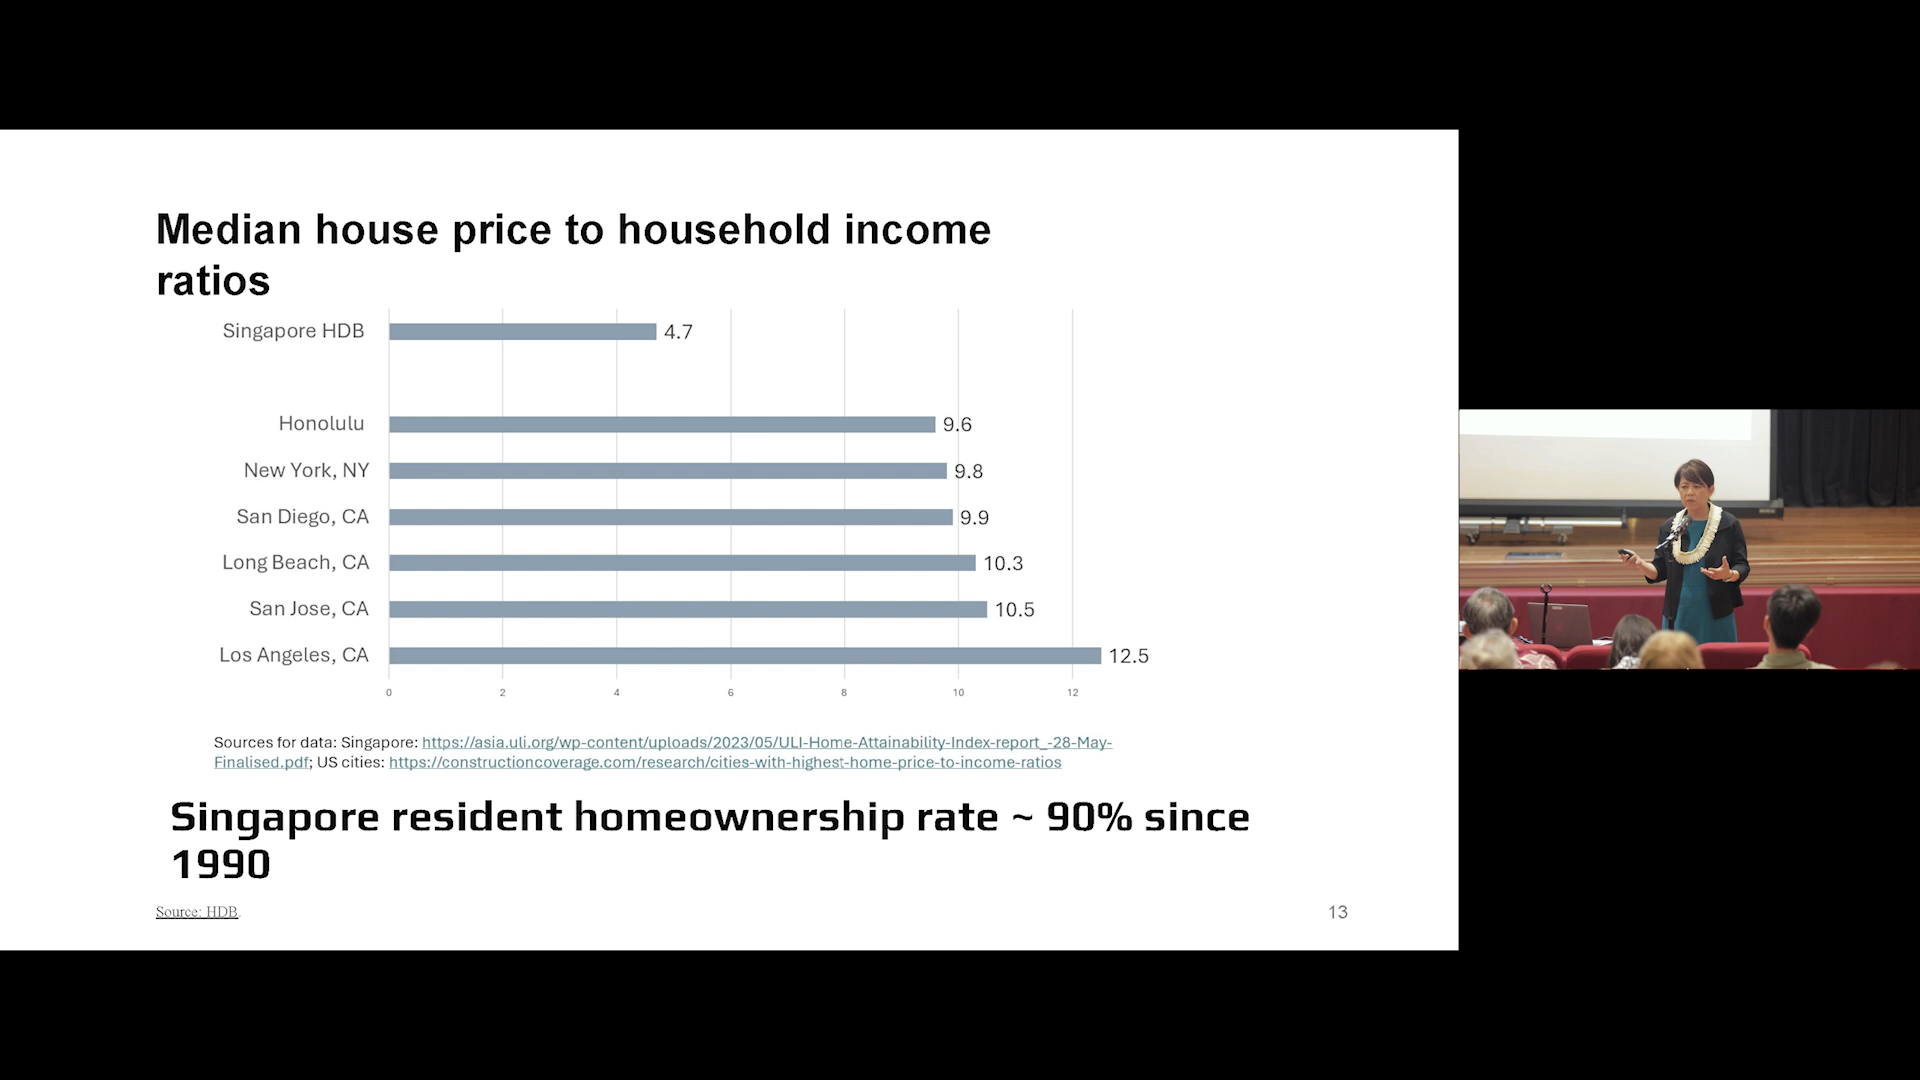 Median house price to household income
ratios
Singapore HDB 4.7
Honolulu 9.6
New York, NY 9.8
San Diego, CA 9.9
Long Beach, CA 10.3
San Jose, CA 10.5
Los Angeles, CA 12.5
0 2 4 6 8 10 12
Sources for data: Singapore: https://asia.uli.org/wp-content/uploads/2023/05/ULI-Home-Attainability-Index-report_-28-May-
Finalised.pdf; US cities: https://constructioncoverage.com/research/cities-with-highest-home-price-to-income-ratios
Singapore resident homeownership rate ~ 90% since
1990
Source: HDB.
13